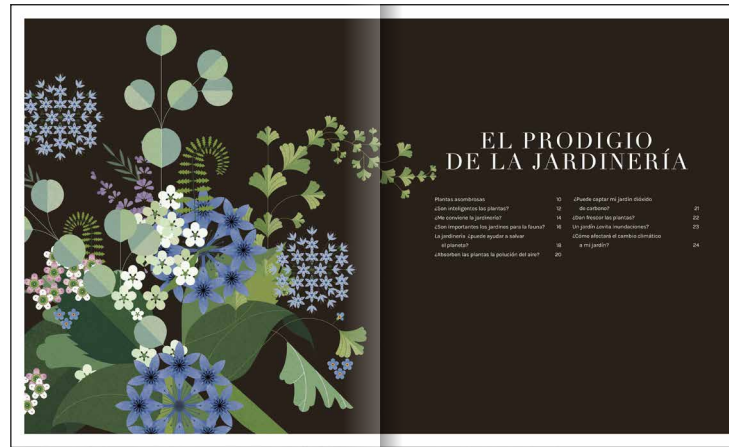 EL PRODIGIO
DE LA JARDINERÍA
Plantas asombrosas 10
¿Son inteligentes las plantas? 12
¿Me conviene la jardinería? 14
¿Son importantes los jardines para la fauna? 16
La jardinería ¿puede ayudar a salvar
el planeta? 18
¿Absorben las plantas la polución del aire? 20
¿Puede captar mi jardín dióxido
de carbono? 21
¿Dan frescor las plantas? 22
Un jardín ¿evita inundaciones? 23
¿Cómo afectará el cambio climático
a mi jardín? 24